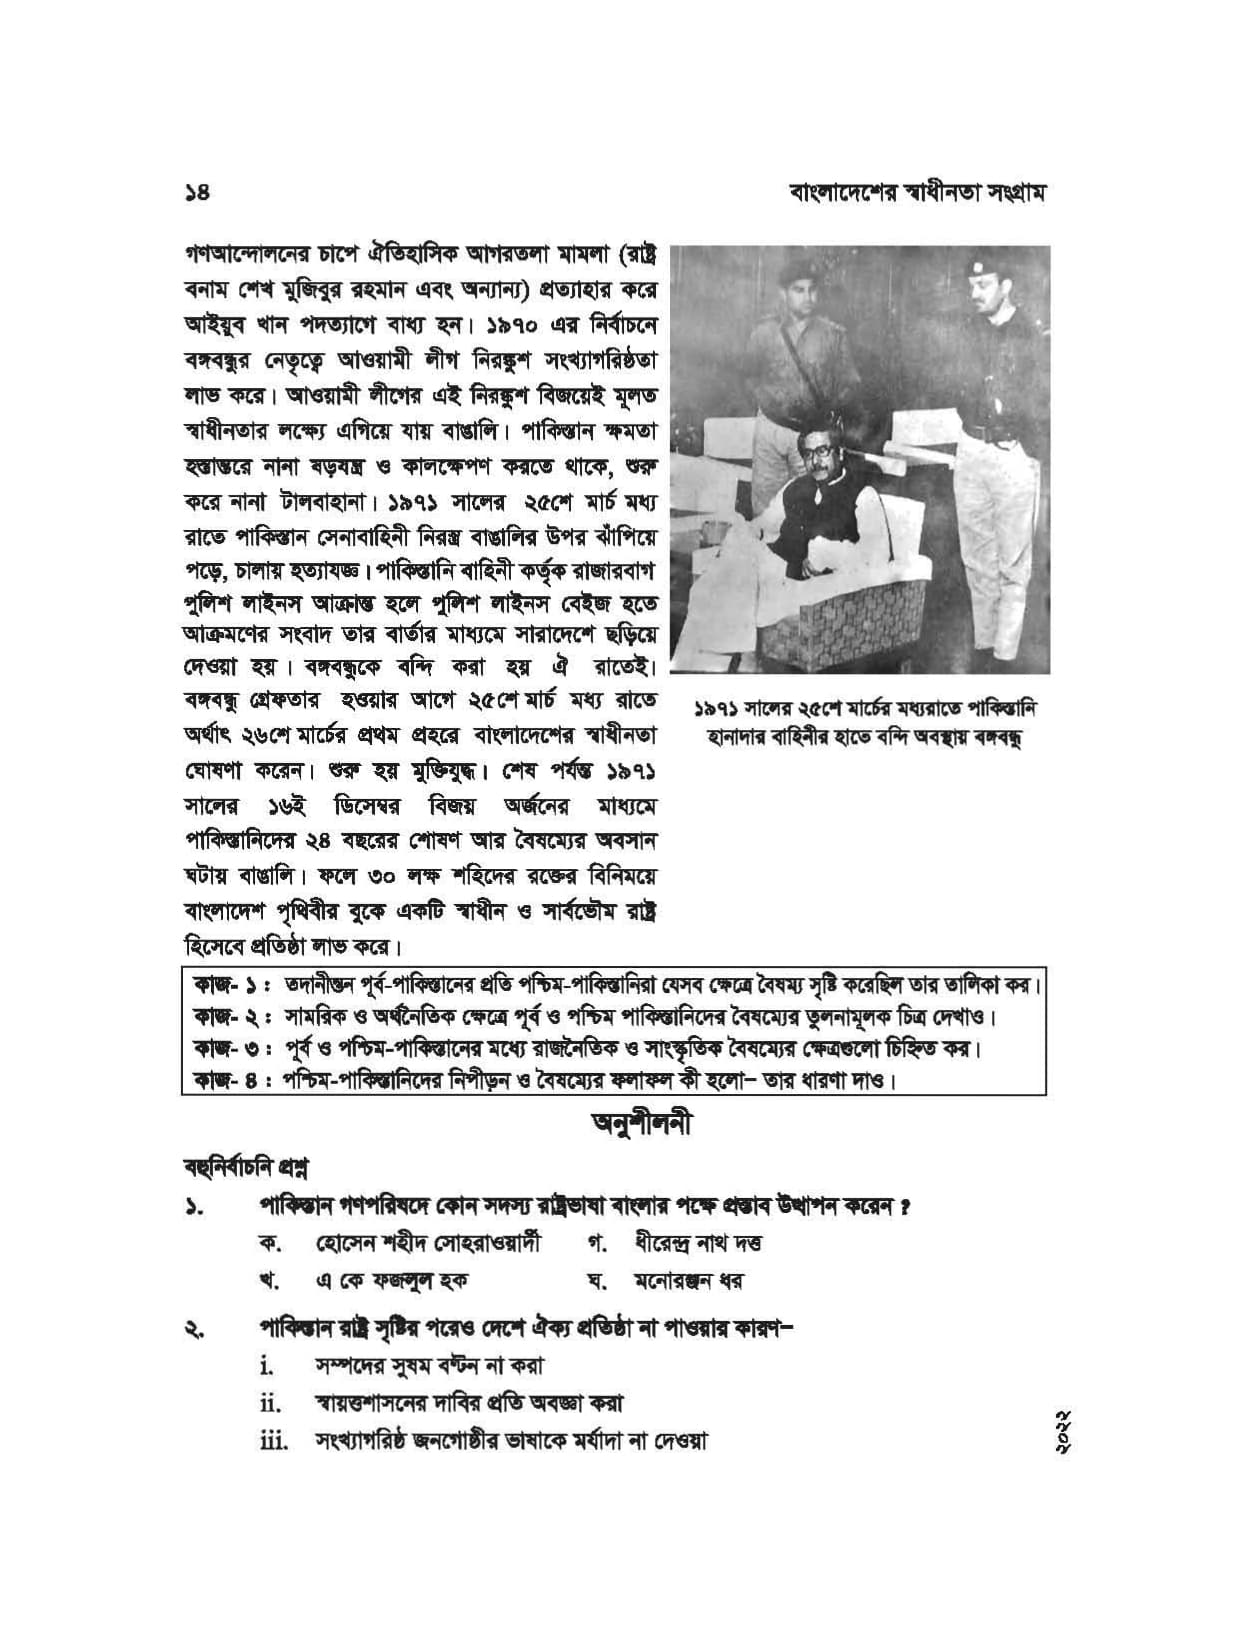 ১৪
বাংলাদেশের স্বাধীনতা সংগ্রাম
গণআন্দোলনের চাপে ঐতিহাসিক আগরতলা মামলা (রাষ্ট্র
বনাম শেখ মুজিবুর রহমান এবং অন্যান্য) প্রত্যাহার করে
আইয়ূব খান পদত্যাগে বাধ্য হন। ১৯৭০ এর নির্বাচনে
বঙ্গবন্ধুর নেতৃত্বে আওয়ামী লীগ নিরঙ্কুশ সংখ্যাগরিষ্ঠতা
লাভ করে। আওয়ামী লীগের এই নিরঙ্কুশ বিজয়েই মূলত
স্বাধীনতার লক্ষ্যে এগিয়ে যায় বাঙালি। পাকিস্তান ক্ষমতা
হস্তান্তরে নানা ষড়যন্ত্র ও কালক্ষেপণ করতে থাকে, শুরু
করে নানা টালবাহানা। ১৯৭১ সালের ২৫শে মার্চ মধ্য
রাতে পাকিস্তান সেনাবাহিনী নিরস্ত্র বাঙালির উপর ঝাঁপিয়ে
পড়ে, চালায় হত্যাযজ্ঞ। পাকিস্তানি বাহিনী কর্তৃক রাজারবাগ
পুলিশ লাইনস আক্রান্ত হলে পুলিশ লাইনস বেইজ হতে
আক্রমণের সংবাদ তার বার্তার মাধ্যমে সারাদেশে ছড়িয়ে
দেওয়া হয়। বঙ্গবন্ধুকে বন্দি করা হয় ঐ রাতেই।
বঙ্গবন্ধু গ্রেফতার হওয়ার আগে ২৫শে মার্চ মধ্য রাতে
অর্থাৎ ২৬শে মার্চের প্রথম প্রহরে বাংলাদেশের স্বাধীনতা
ঘোষণা করেন। শুরু হয় মুক্তিযুদ্ধ। শেষ পর্যন্ত ১৯৭১
সালের ১৬ই ডিসেম্বর বিজয় অর্জনের মাধ্যমে
পাকিস্তানিদের ২৪ বছরের শোষণ আর বৈষম্যের অবসান
ঘটায় বাঙালি। ফলে ৩০ লক্ষ শহিদের রক্তের বিনিময়ে
বাংলাদেশ পৃথিবীর বুকে একটি স্বাধীন ও সার্বভৌম রাষ্ট্র
হিসেবে প্রতিষ্ঠা লাভ করে।
১৯৭১ সালের ২৫শে মার্চের মধ্যরাতে পাকিস্তানি
হানাদার বাহিনীর হাতে বন্দি অবস্থায় বঙ্গবন্ধু
কাজ- ১ : তদানীন্তন পূর্ব-পাকিস্তানের প্রতি পশ্চিম-পাকিস্তানিরা যেসব ক্ষেত্রে বৈষম্য সৃষ্টি করেছিল তার তালিকা কর।
কাজ- ২ : সামরিক ও অর্থনৈতিক ক্ষেত্রে পূর্ব ও পশ্চিম পাকিস্তানিদের বৈষম্যের তুলনামূলক চিত্র দেখাও।
কাজ- ৩ : পূর্ব ও পশ্চিম-পাকিস্তানের মধ্যে রাজনৈতিক ও সাংস্কৃতিক বৈষম্যের ক্ষেত্রগুলো চিহ্নিত কর।
কাজ- ৪ : পশ্চিম-পাকিস্তানিদের নিপীড়ন ও বৈষম্যের ফলাফল কী হলো– তার ধারণা দাও।
অনুশীলনী
বহুনির্বাচনি প্রশ্ন
১. পাকিস্তান গণপরিষদে কোন সদস্য রাষ্ট্রভাষা বাংলার পক্ষে প্রস্তাব উত্থাপন করেন ?
ক. হোসেন শহীদ সোহরাওয়ার্দী গ. ধীরেন্দ্র নাথ দত্ত
খ. এ কে ফজলুল হক ঘ. মনোরঞ্জন ধর
২. পাকিস্তান রাষ্ট্র সৃষ্টির পরেও দেশে ঐক্য প্রতিষ্ঠা না পাওয়ার কারণ–
i. সম্পদের সুষম বণ্টন না করা
ii. স্বায়ত্তশাসনের দাবির প্রতি অবজ্ঞা করা
iii. সংখ্যাগরিষ্ঠ জনগোষ্ঠীর ভাষাকে মর্যাদা না দেওয়া
২০২২